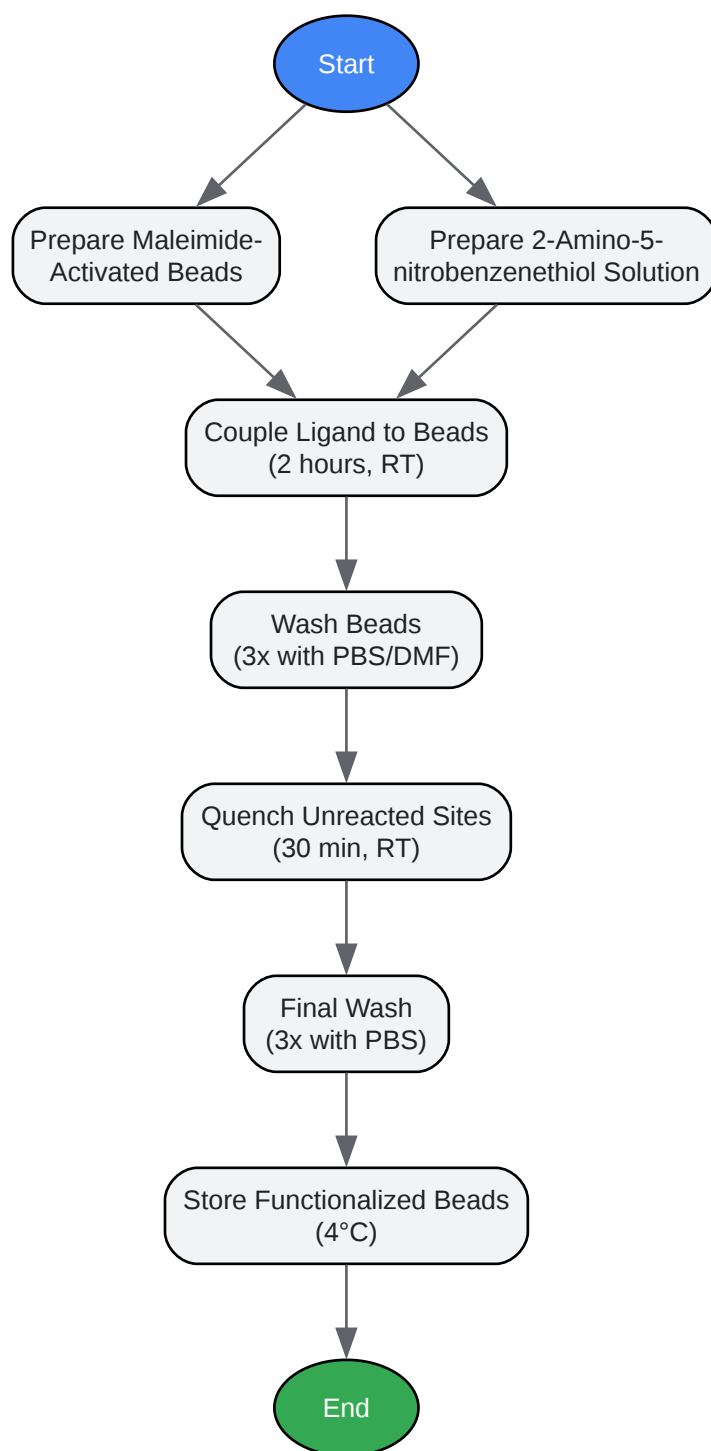 Start
Prepare Maleimide-
Activated Beads
Prepare 2-Amino-5-
nitrobenzenethiol Solution
Couple Ligand to Beads
(2 hours, RT)
Wash Beads
(3x with PBS/DMF)
Quench Unreacted Sites
(30 min, RT)
Final Wash
(3x with PBS)
Store Functionalized Beads
(4°C)
End